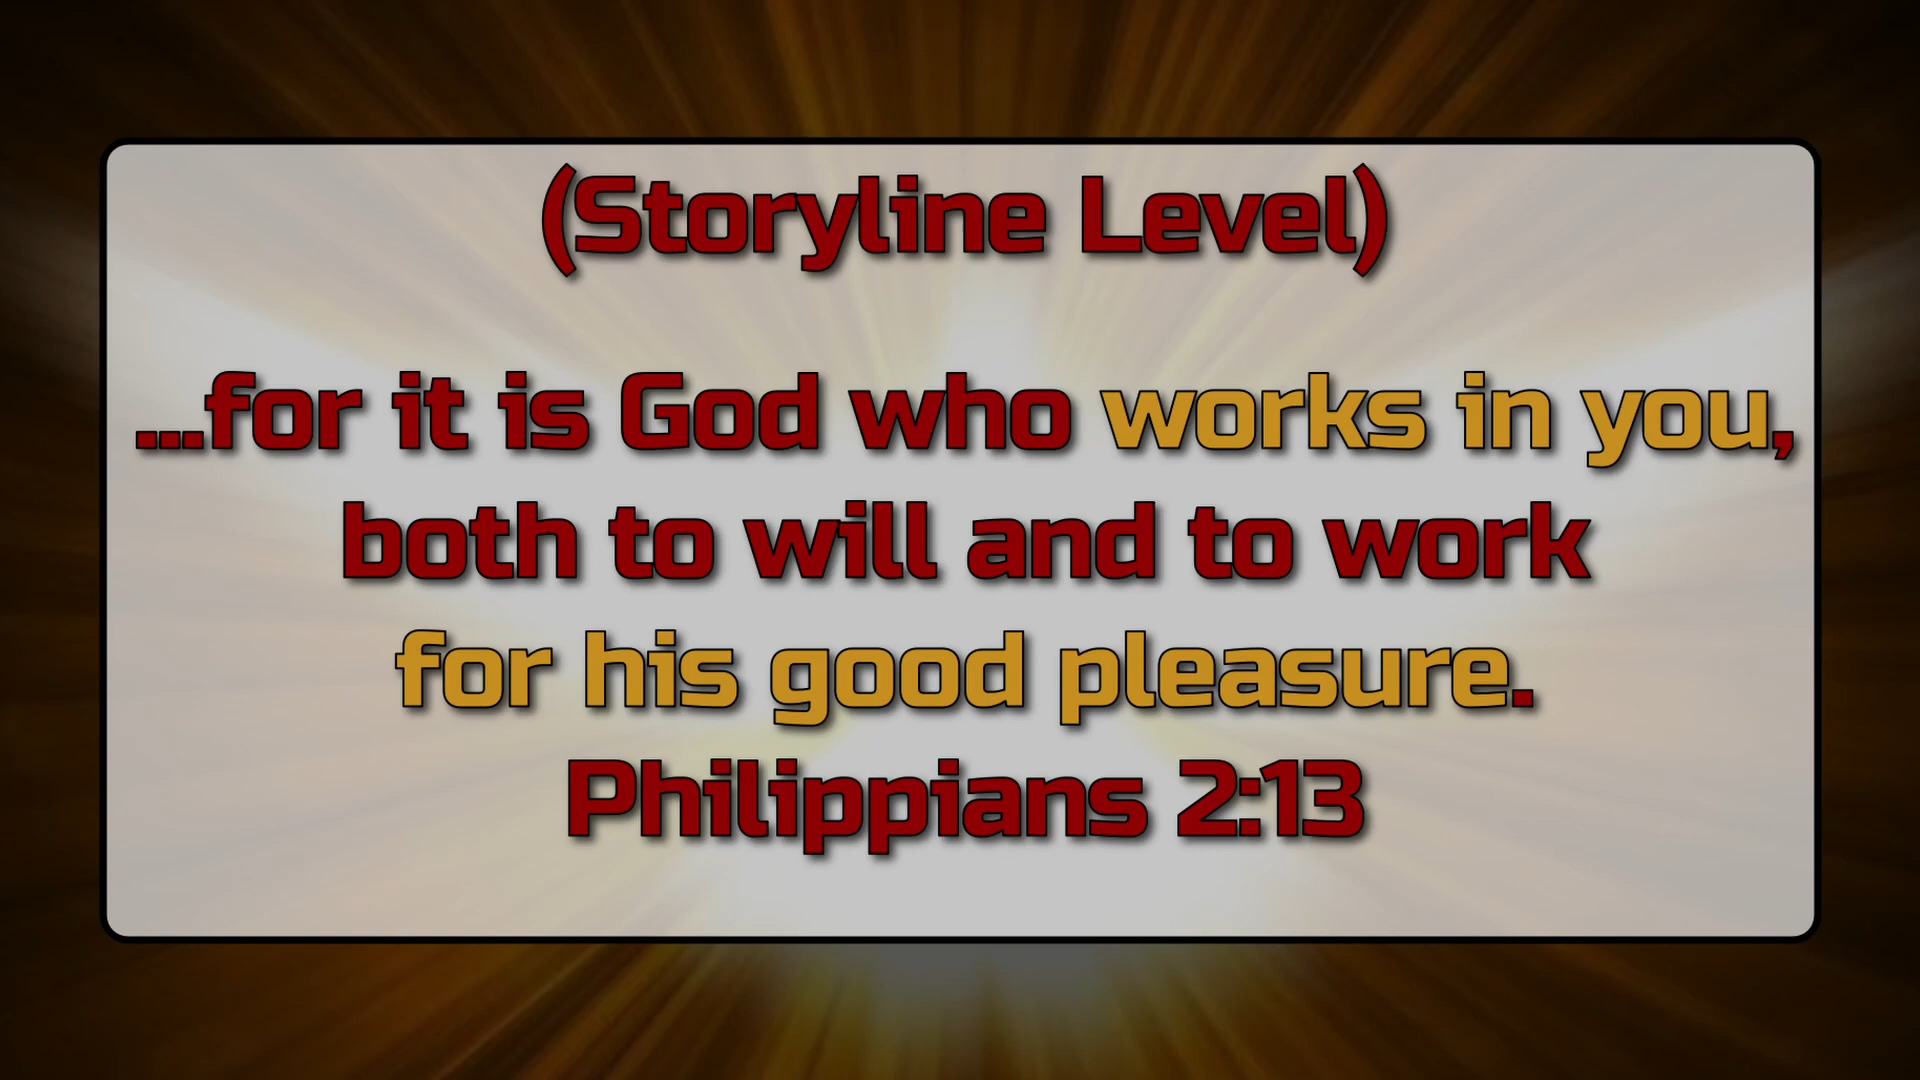 (Storyline Level)
...for it is God who works in you,
both to will and to work
for his good pleasure.
Philippians 2:13